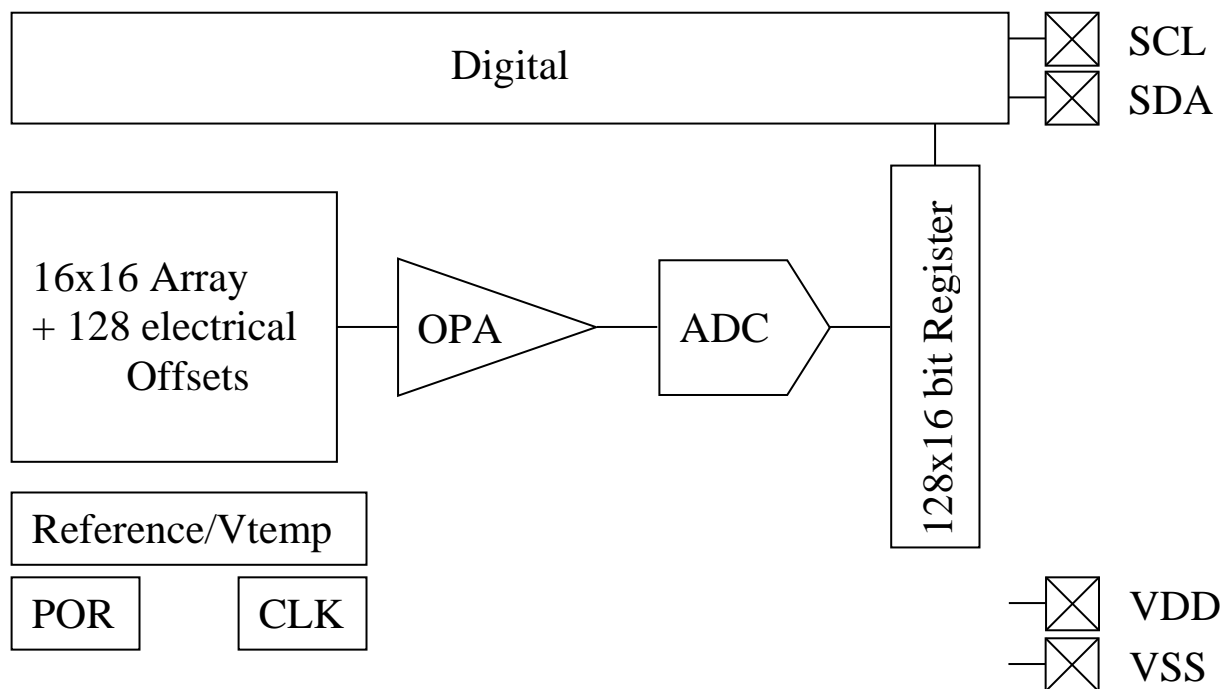 Digital
SCL
SDA
16x16 Array
+ 128 electrical
Offsets
OPA
ADC
128x16 bit Register
Reference/Vtemp
POR
CLK
VDD
VSS